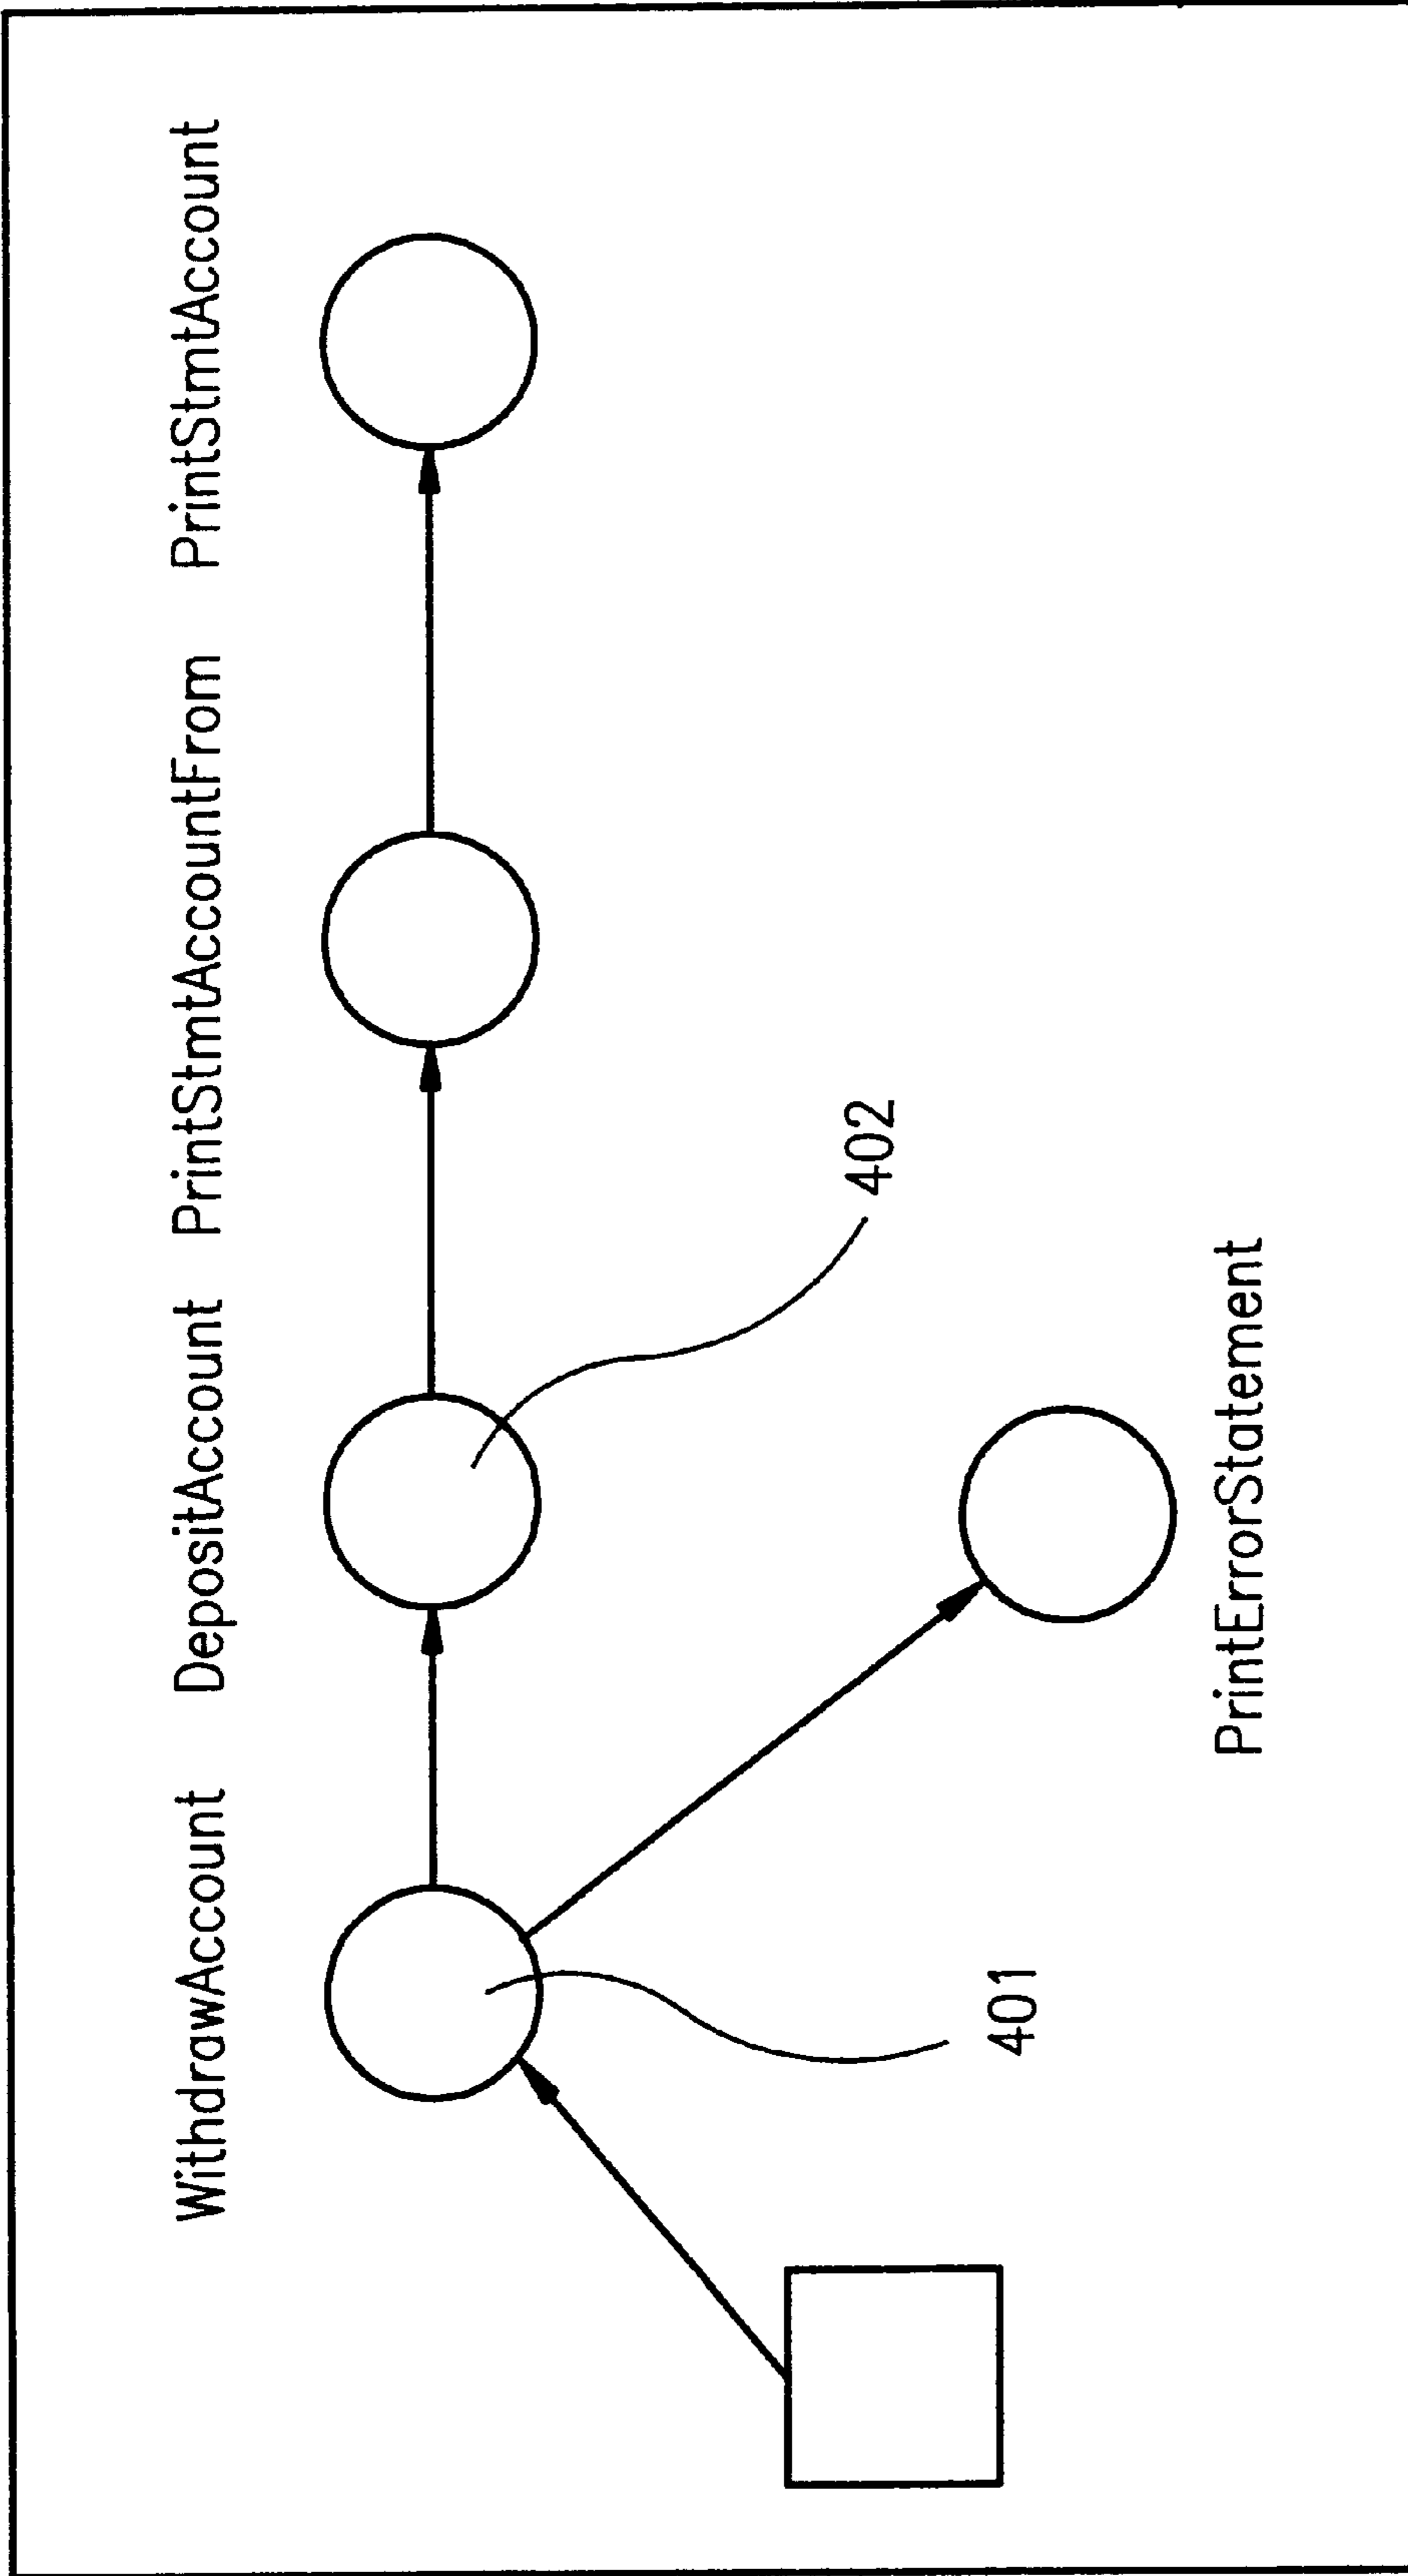 WithdrawAccount DepositAccount PrintStmtAccountFrom PrintStmtAccount
402
401
PrintErrorStatement